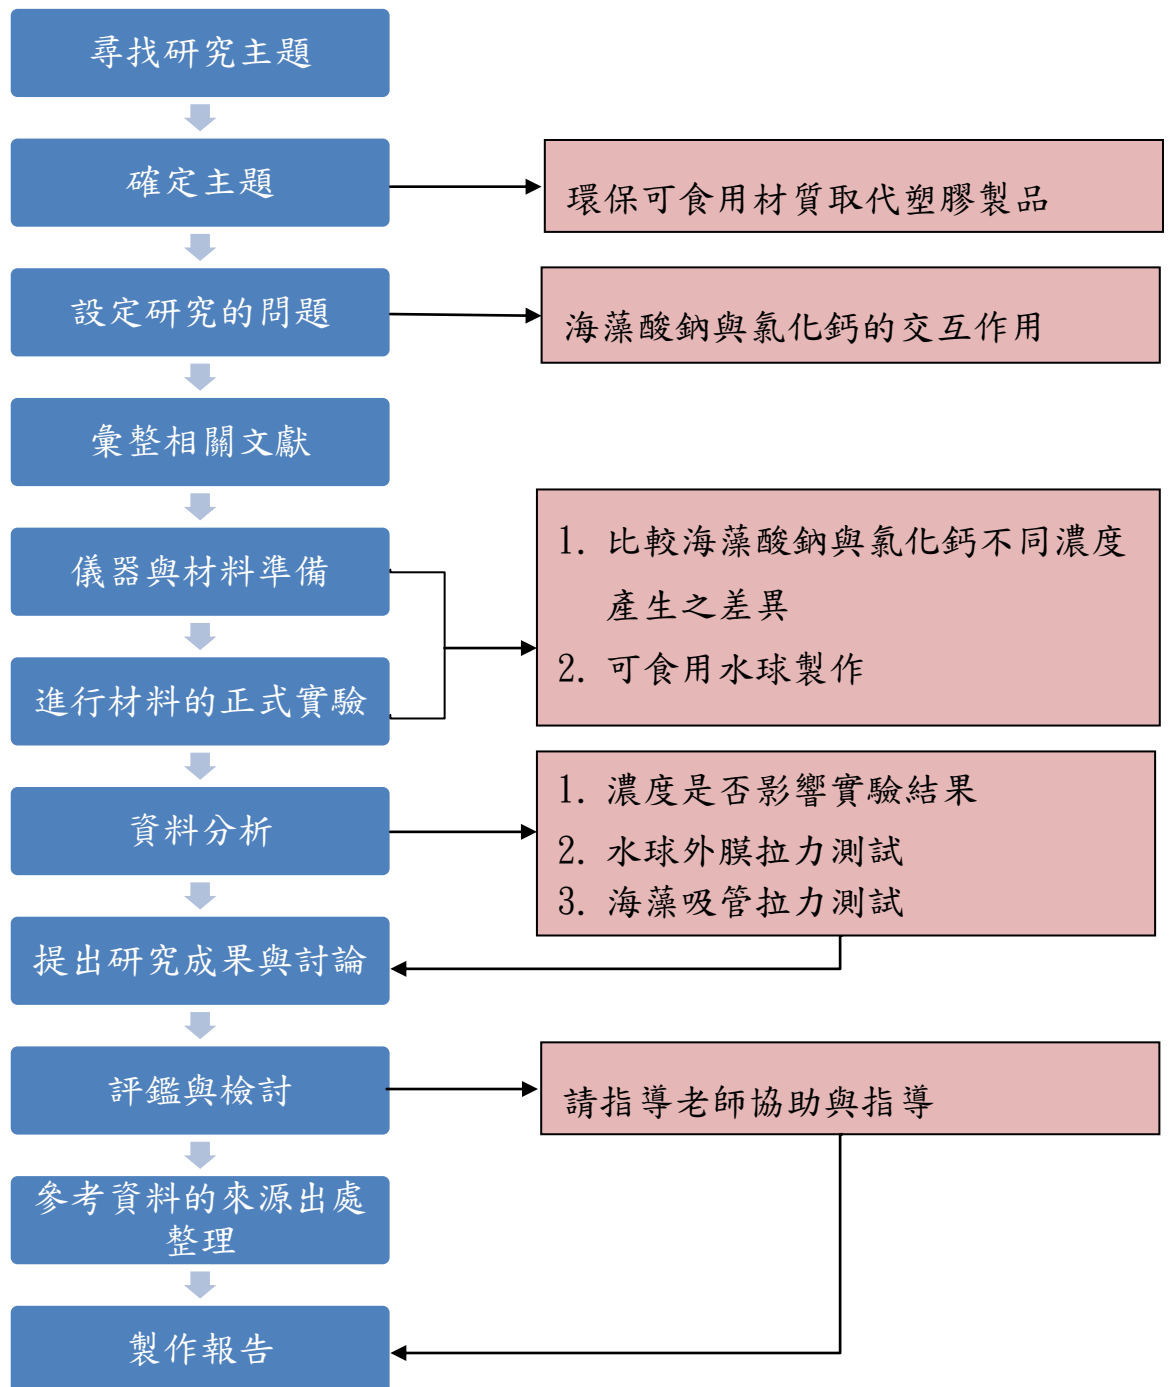 尋找研究主題
確定主題
環保可食用材質取代塑膠製品
設定研究的問題
海藻酸鈉與氯化鈣的交互作用
彙整相關文獻
儀器與材料準備
進行材料的正式實驗
1. 比較海藻酸鈉與氯化鈣不同濃度
產生之差異
2. 可食用水球製作
資料分析
1. 濃度是否影響實驗結果
2. 水球外膜拉力測試
3. 海藻吸管拉力測試
提出研究成果與討論
評鑑與檢討
請指導老師協助與指導
參考資料的來源出處
整理
製作報告